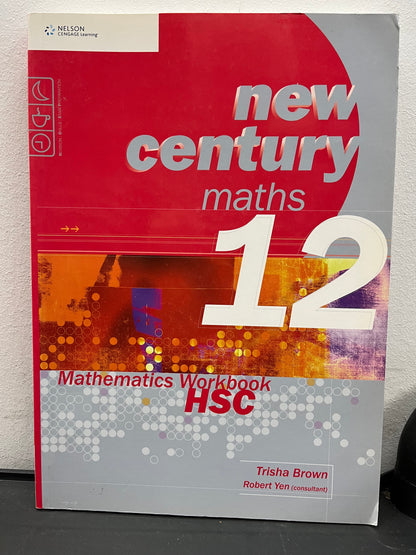 NELSON
CENGAGE Learning
new
century
maths
12
Mathematics Workbook
HSC
Trisha Brown
Robert Yen (consultant)